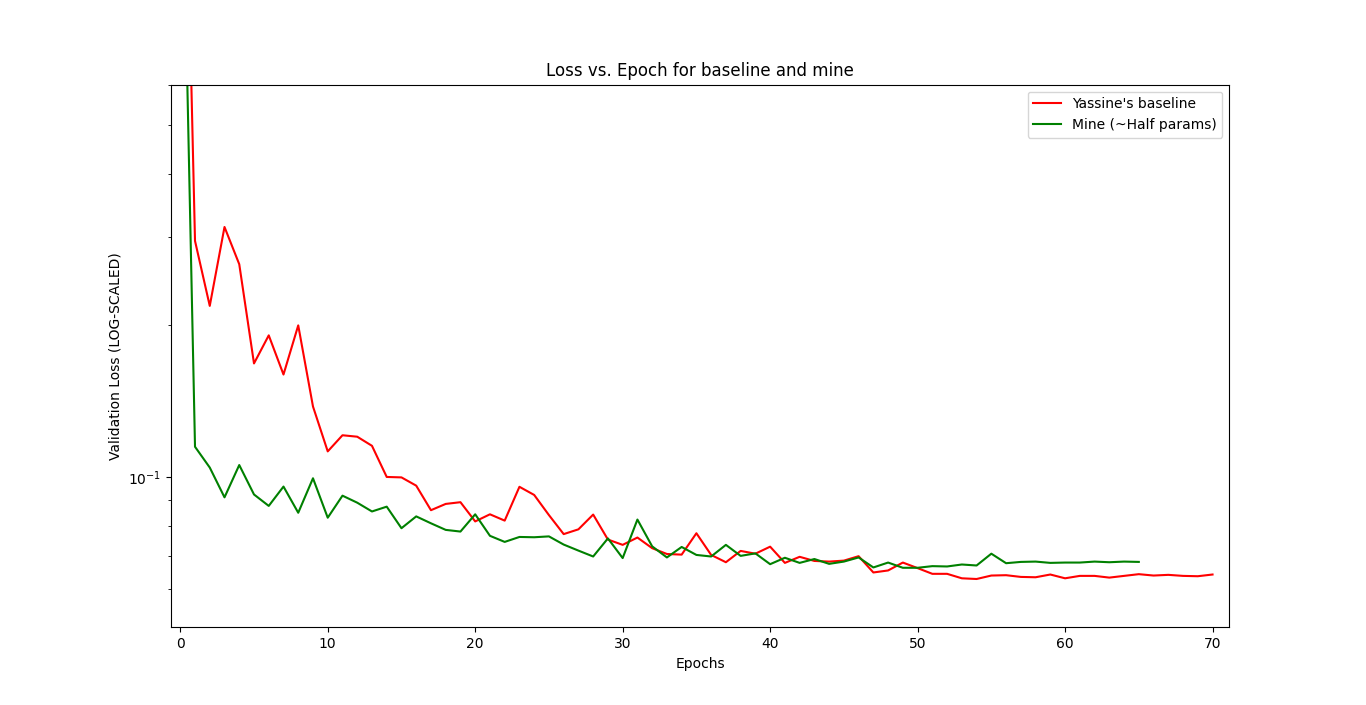 Loss vs. Epoch for baseline and mine
Yassine's baseline
Mine (~Half params)
Validation Loss (LOG-SCALED)
10⁻¹
0 10 20 30 40 50 60 70
Epochs